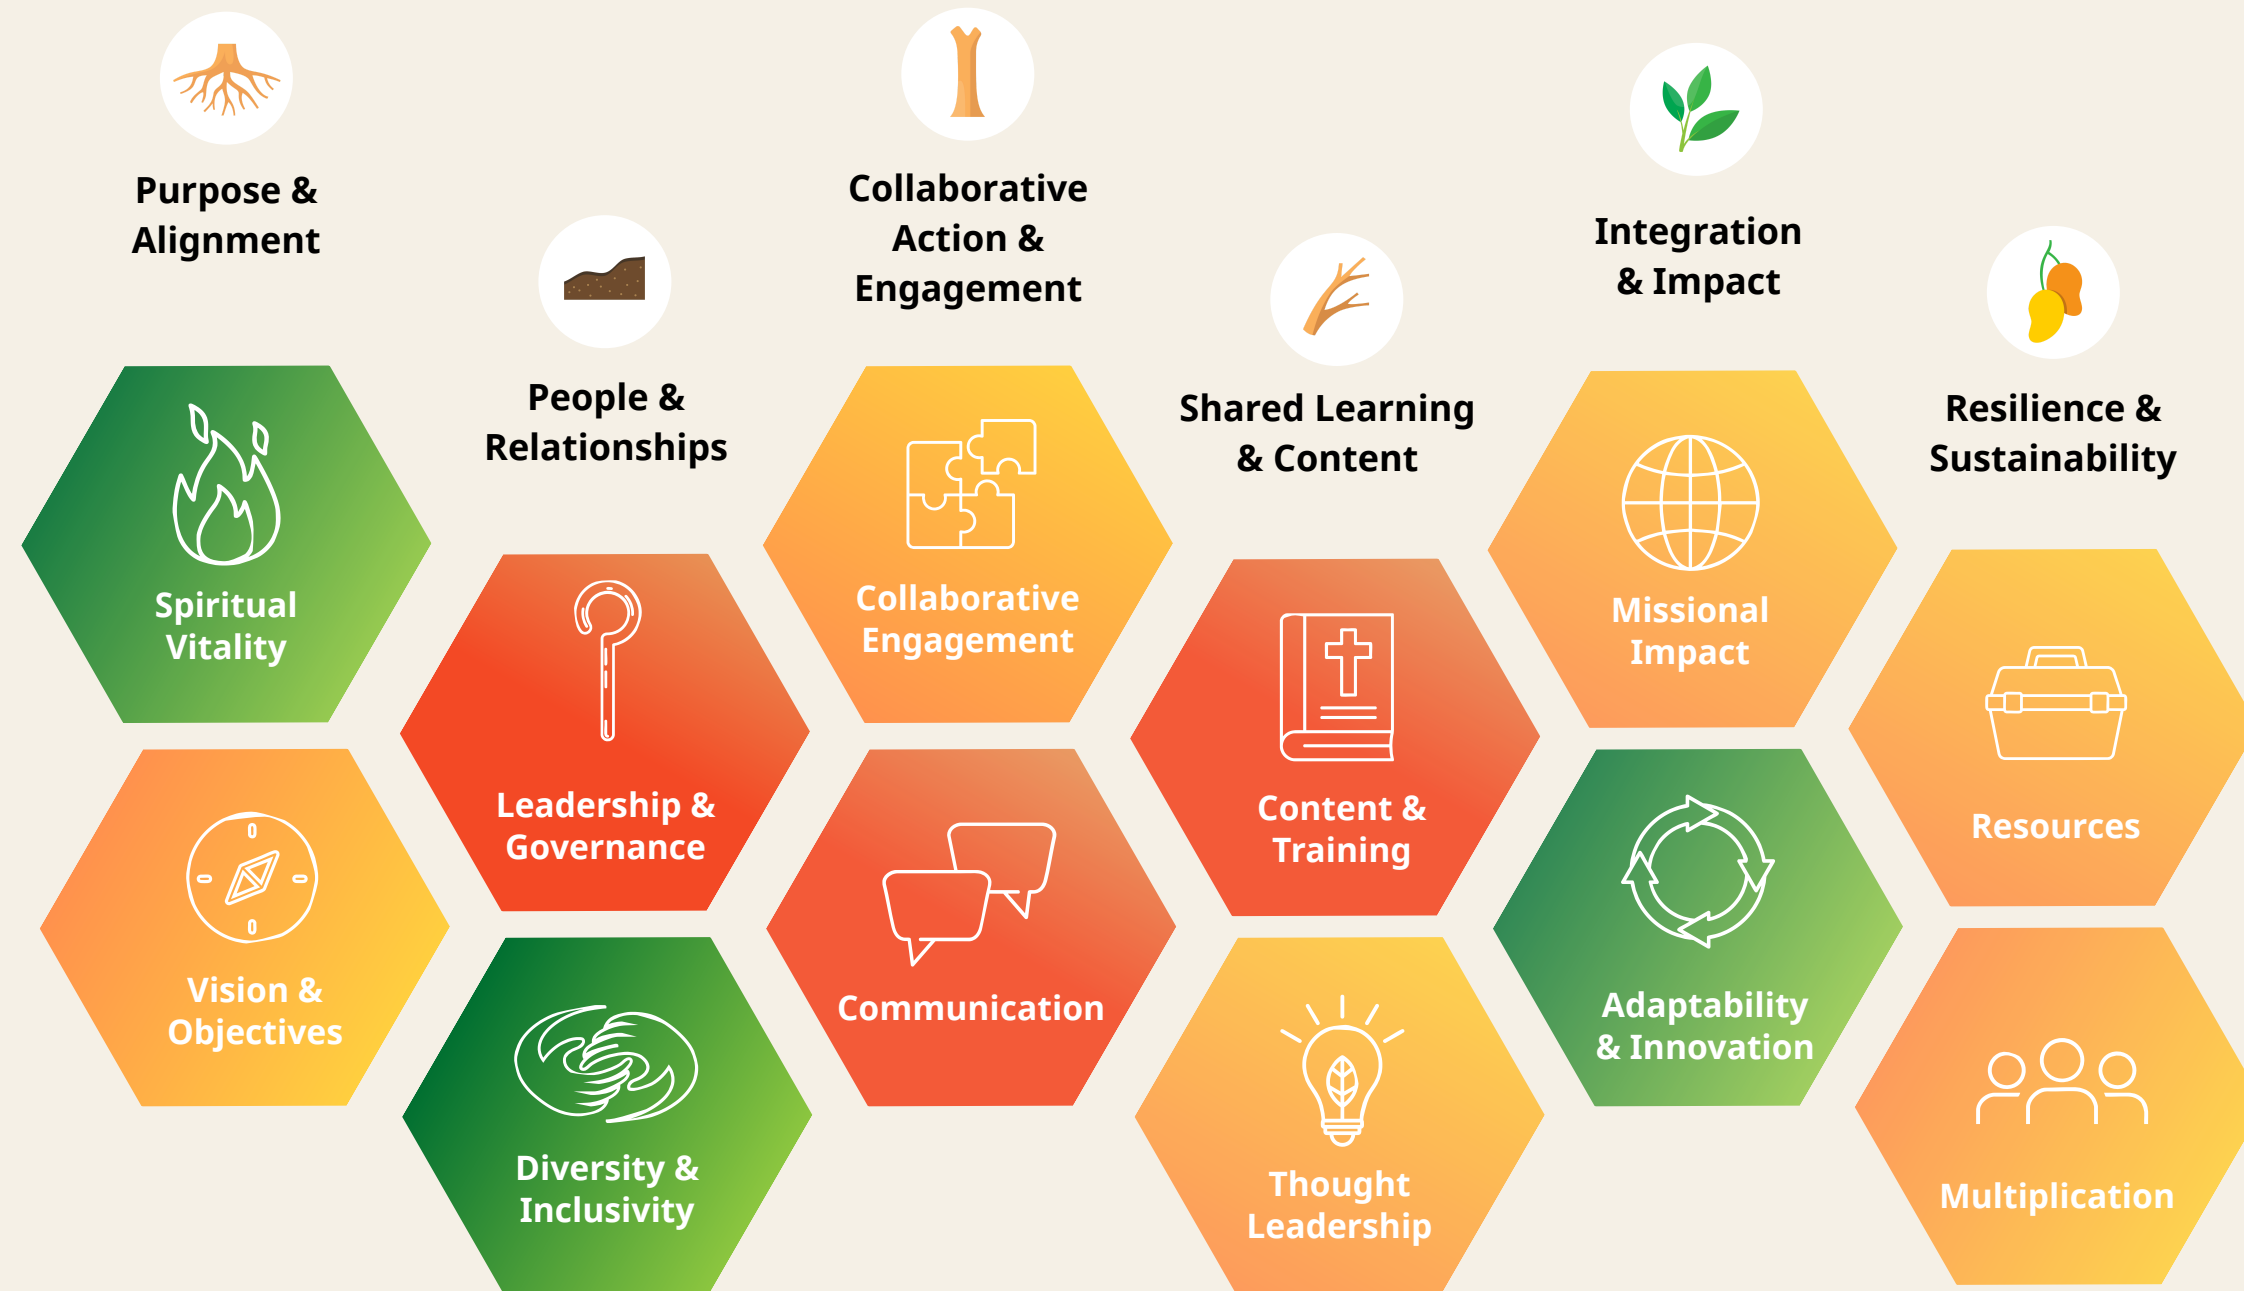 Purpose &
Alignment
Spiritual
Vitality
Vision &
Objectives
People &
Relationships
Leadership &
Governance
Diversity &
Inclusivity
Collaborative
Action &
Engagement
Collaborative
Engagement
Communication
Shared Learning
& Content
Content &
Training
Thought
Leadership
Integration
& Impact
Missional
Impact
Adaptability
& Innovation
Resilience &
Sustainability
Resources
Multiplication